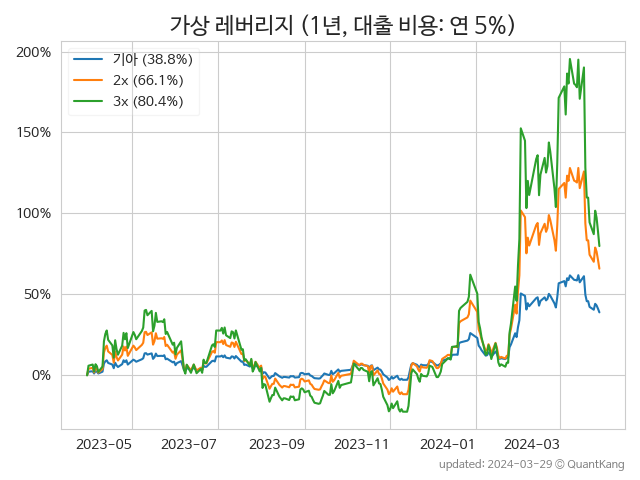 가상 레버리지 (1년, 대출 비용: 연 5%)
200%
기아 (38.8%)
2x (66.1%)
3x (80.4%)
150%
100%
50%
0%
2023-05 2023-07 2023-09 2023-11 2024-01 2024-03
updated: 2024-03-29 © QuantKang